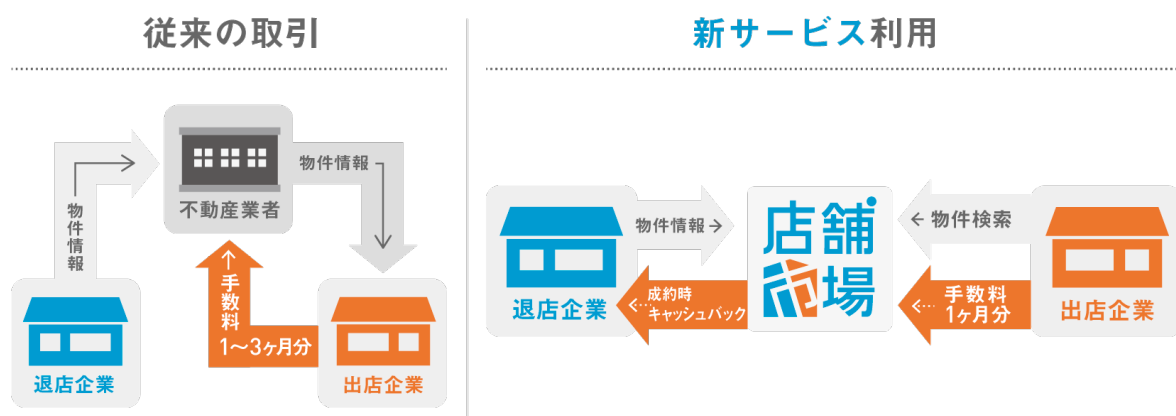 従来の取引
不動産業者
物件情報
物件情報→
↑手数料
1〜3ヶ月分
退店企業
出店企業
新サービス利用
退店企業
物件情報→
成約時
キャッシュバック
店舗
市場
←物件検索
手数料
1ヶ月分
出店企業